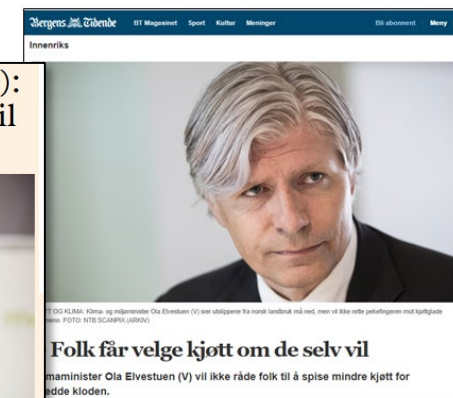 Bergens Tidende
BT Magasinet Sport Kultur Meninger Bli abonnent Meny
Innenriks
):
il
OG KLIMA: Klima- og miljøminister Ola Elvestuen (V) sier utslippene fra norsk landbruk må ned, men vil ikke rette pekefingeren mot kjøttglade
FOTO: NTB SCANPIX (ARKIV)
Folk får velge kjøtt om de selv vil
maminister Ola Elvestuen (V) vil ikke råde folk til å spise mindre kjøtt for
edde kloden.